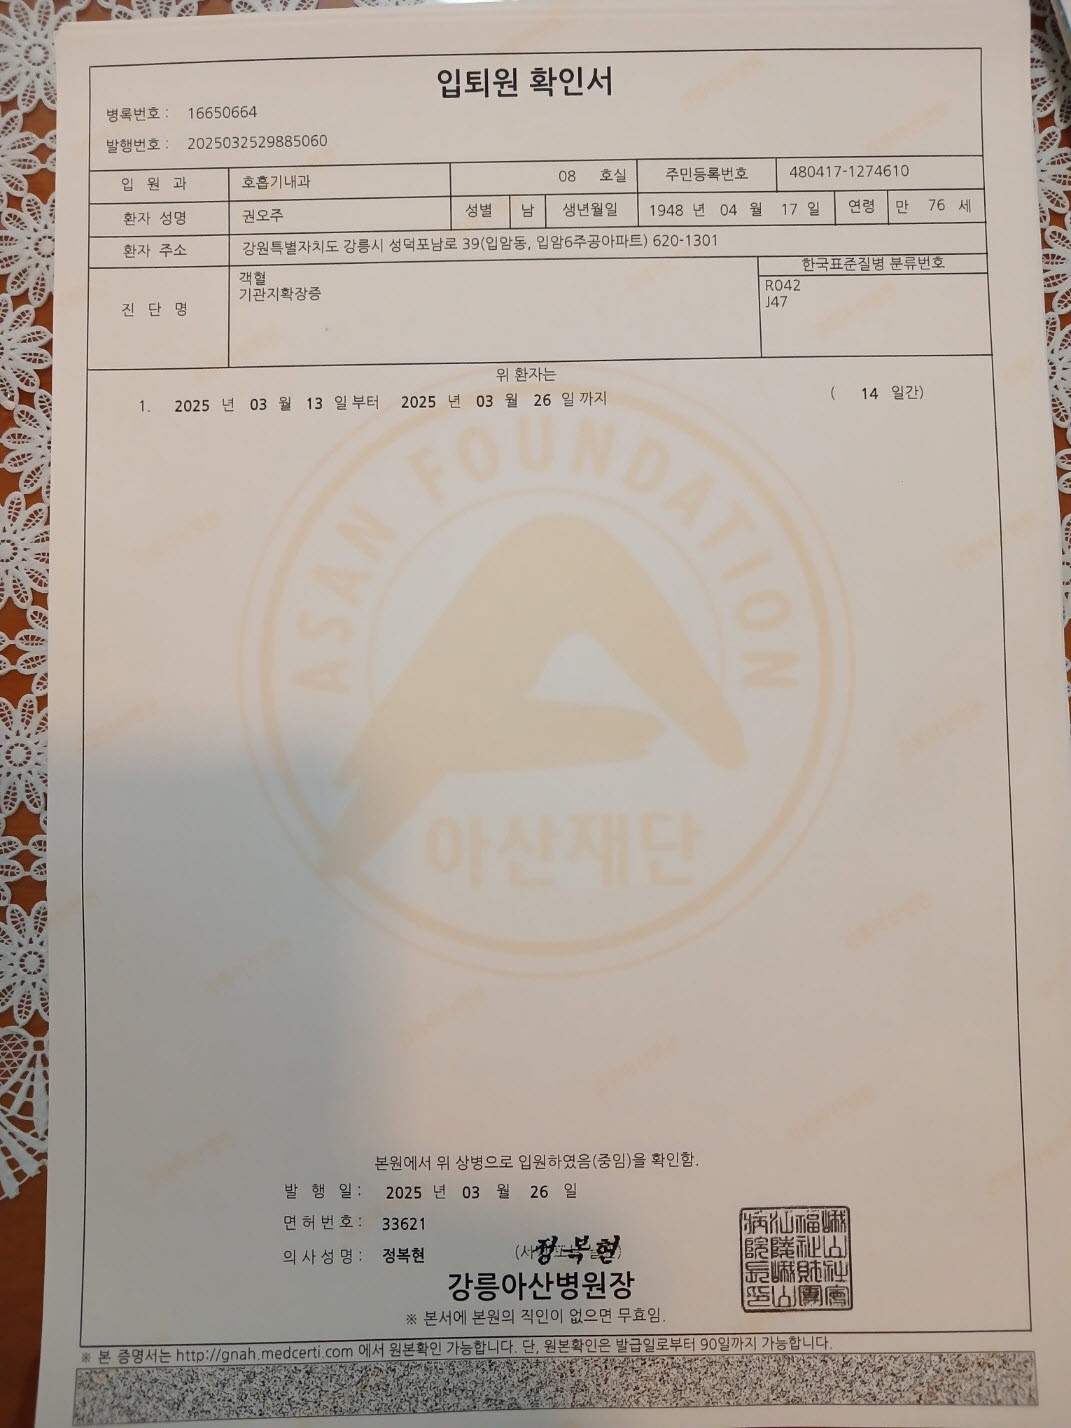 입퇴원 확인서
병록번호 : 16650664
발행번호 : 2025032529885060
입 원 과 호흡기내과 08 호실 주민등록번호 480417-1274610
환자 성명 권오주 성별 남 생년월일 1948 년 04 월 17 일 연령 만 76 세
환자 주소 강원특별자치도 강릉시 성덕포남로 39(입암동, 입암6주공아파트) 620-1301
진 단 명 한국표준질병 분류번호
객혈 R042
기관지확장증 J47
위 환자는
1. 2025 년 03 월 13 일 부터 2025 년 03 월 26 일 까지 ( 14 일간)
ASAN FOUNDATION
아산재단
본원에서 위 상병으로 입원하였음(중임)을 확인함.
발 행 일 : 2025 년 03 월 26 일
면허번호 : 33621
의사성명 : 정복현 정복현
강릉아산병원장
※ 본서에 본원의 직인이 없으면 무효임.
※ 본 증명서는 http://gnah.medcerti.com 에서 원본확인 가능합니다. 단, 원본확인은 발급일로부터 90일까지 가능합니다.